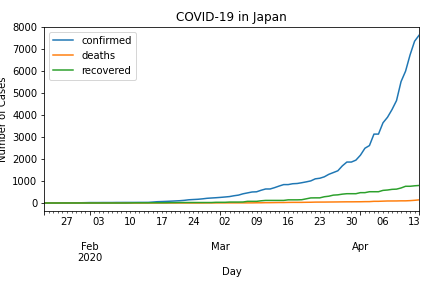 COVID-19 in Japan
confirmed
deaths
recovered
Number of Cases
8000
7000
6000
5000
4000
3000
2000
1000
0
27 03 10 17 24 02 09 16 23 30 06 13
Feb Mar Apr
2020
Day